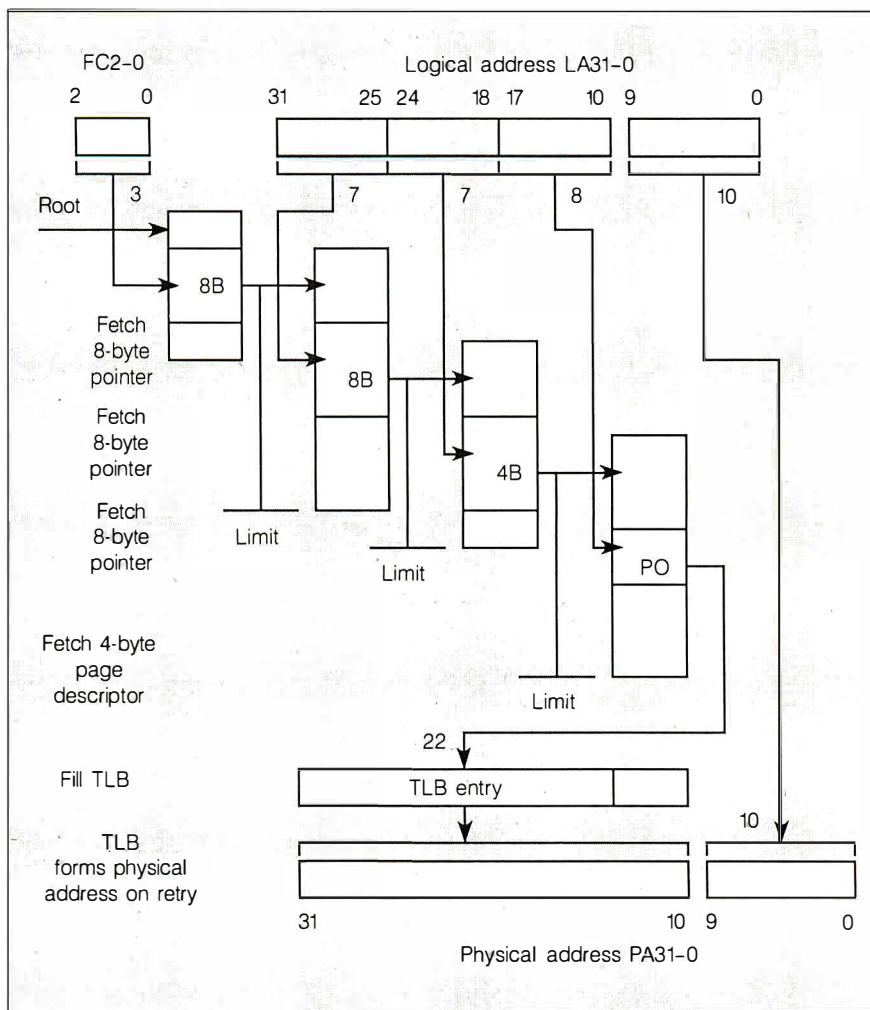 FC2-0
Logical address LA31-0
2 0 31 25 24 18 17 10 9 0
3 7 7 8 10
Root
8B
Fetch
8-byte
pointer
8B
Fetch
8-byte
pointer
4B
Fetch
8-byte
pointer
Limit
Limit
PO
Fetch 4-byte
page
descriptor
Limit
22
Fill TLB
TLB entry
10
TLB
forms physical
address on retry
31 10 9 0
Physical address PA31-0